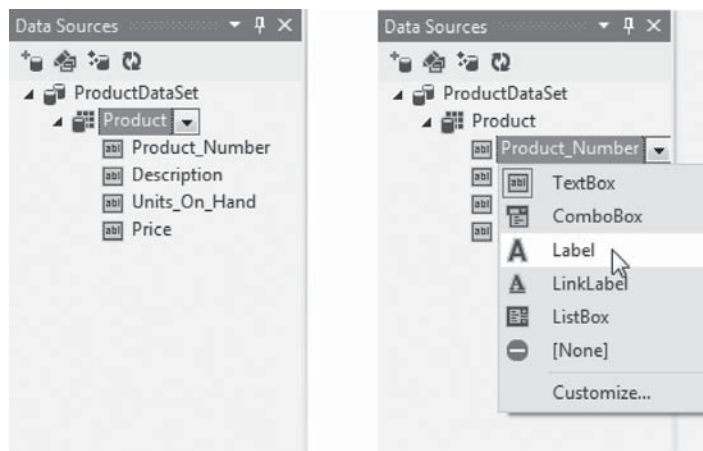 Data Sources
ProductDataSet
Product
Product_Number
Description
Units_On_Hand
Price
Data Sources
ProductDataSet
Product
Product_Number
TextBox
ComboBox
Label
LinkLabel
ListBox
[None]
Customize...